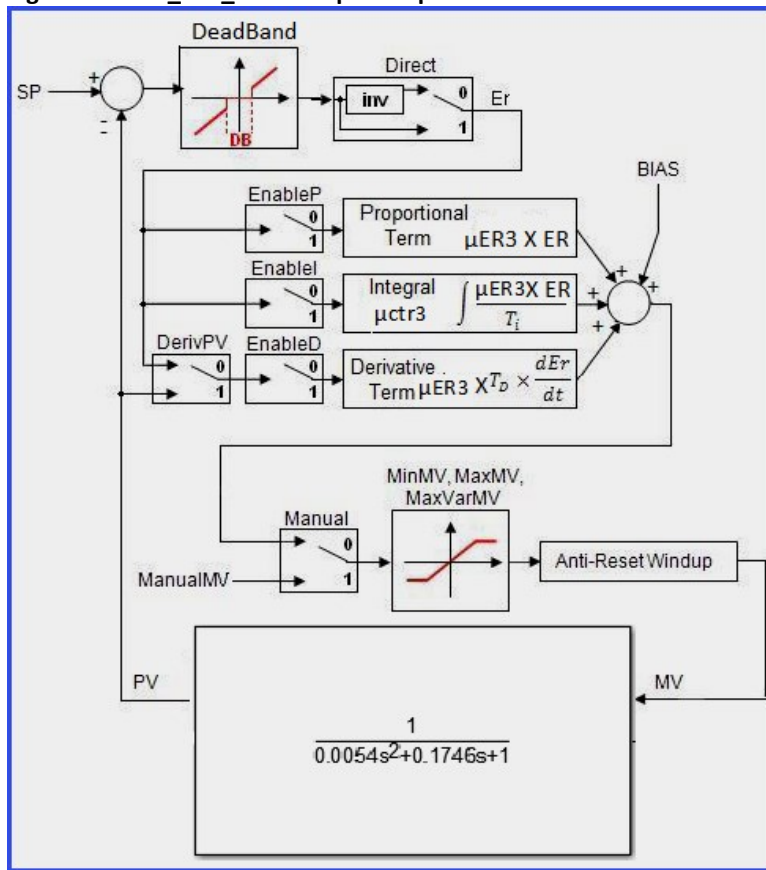 DeadBand
Direct
SP
+
-
DB
inv
0
1
Er
BIAS
EnableP
0
1
Proportional
Term μER3 X ER
EnableI
0
1
Integral
μctr3 ∫ μER3X ER / T_i
DerivPV
0
1
EnableD
0
1
Derivative .
Term μER3 X T_D × dEr/dt
+
+
+
+
+
MinMV, MaxMV,
MaxVarMV
Manual
0
1
ManualMV
Anti-Reset Windup
PV
MV
1
0.0054s²+0.1746s+1